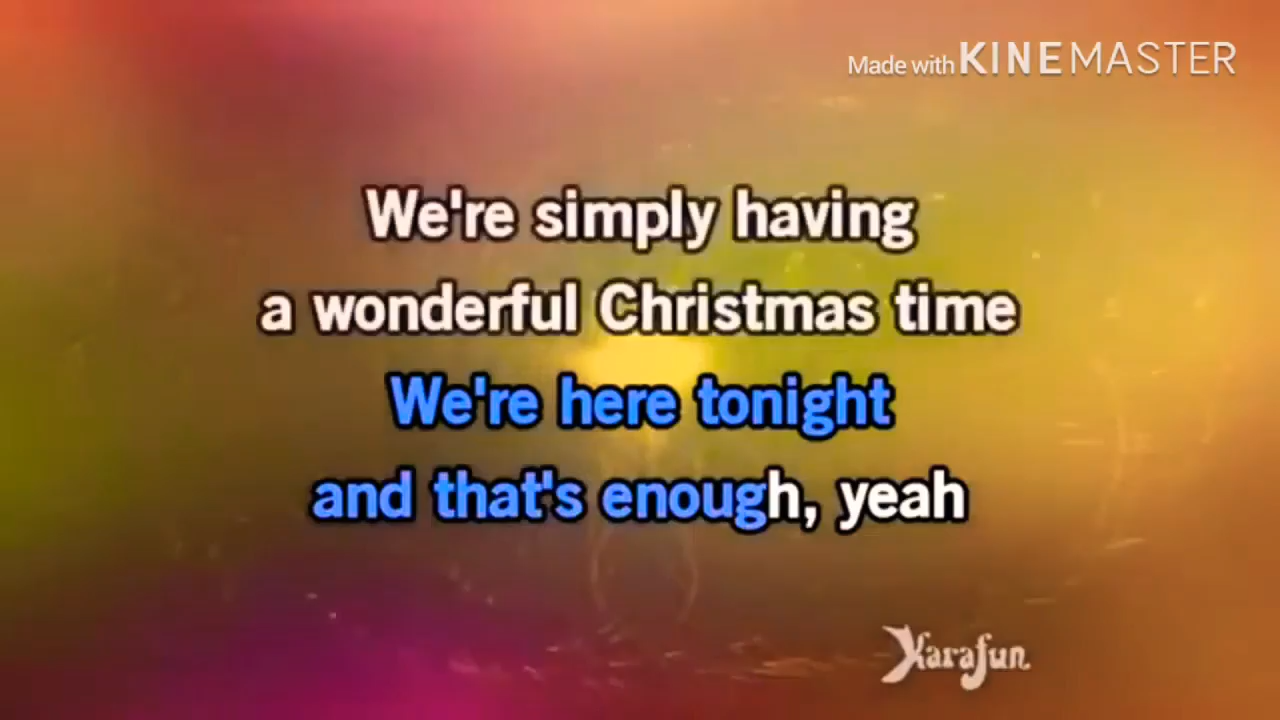 Made with KINEMASTER
We're simply having
a wonderful Christmas time
We're here tonight
and that's enough, yeah
Karafun